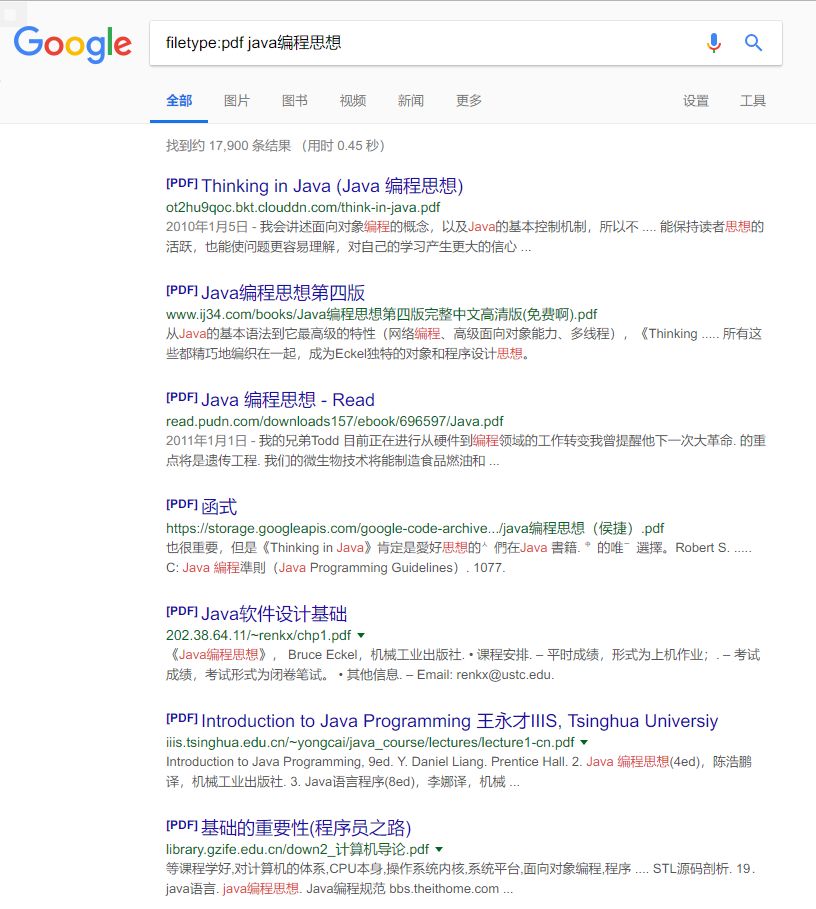 Google
filetype:pdf java编程思想
全部 图片 图书 视频 新闻 更多 设置 工具
找到约 17,900 条结果 （用时 0.45 秒）
[PDF] Thinking in Java (Java 编程思想)
ot2hu9qoc.bkt.clouddn.com/think-in-java.pdf
2010年1月5日 - 我会讲述面向对象编程的概念，以及Java的基本控制机制，所以不 .... 能保持读者思想的
活跃，也能使问题更容易理解，对自己的学习产生更大的信心 ...
[PDF] Java编程思想第四版
www.ij34.com/books/Java编程思想第四版完整中文高清版(免费啊).pdf
从Java的基本语法到它最高级的特性（网络编程、高级面向对象能力、多线程），《Thinking ..... 所有这
些都精巧地编织在一起，成为Eckel独特的对象和程序设计思想。
[PDF] Java 编程思想 - Read
read.pudn.com/downloads157/ebook/696597/Java.pdf
2011年1月1日 - 我的兄弟Todd 目前正在进行从硬件到编程领域的工作转变我曾提醒他下一次大革命. 的重
点将是遗传工程. 我们的微生物技术将能制造食品燃油和 ...
[PDF] 函式
https://storage.googleapis.com/google-code-archive.../java编程思想（侯捷）.pdf
也很重要，但是《Thinking in Java》肯定是愛好思想的 們在Java 書籍. 的唯 選擇。Robert S. .....
C: Java 編程準則（Java Programming Guidelines）. 1077.
[PDF] Java软件设计基础
202.38.64.11/~renkx/chp1.pdf
《Java编程思想》， Bruce Eckel，机械工业出版社. • 课程安排. – 平时成绩，形式为上机作业；. – 考试
成绩，考试形式为闭卷笔试。 • 其他信息. – Email: renkx@ustc.edu.
[PDF] Introduction to Java Programming 王永才IIIS, Tsinghua Universiy
iiis.tsinghua.edu.cn/~yongcai/java_course/lectures/lecture1-cn.pdf
Introduction to Java Programming, 9ed. Y. Daniel Liang. Prentice Hall. 2. Java 编程思想(4ed)，陈浩鹏
译，机械工业出版社. 3. Java语言程序(8ed)，李娜译，机械 ...
[PDF] 基础的重要性(程序员之路)
library.gzife.edu.cn/down2_计算机导论.pdf
等课程学好,对计算机的体系,CPU本身,操作系统内核,系统平台,面向对象编程,程序 .... STL源码剖析. 19.
java语言. java编程思想. Java编程规范 bbs.theithome.com ...